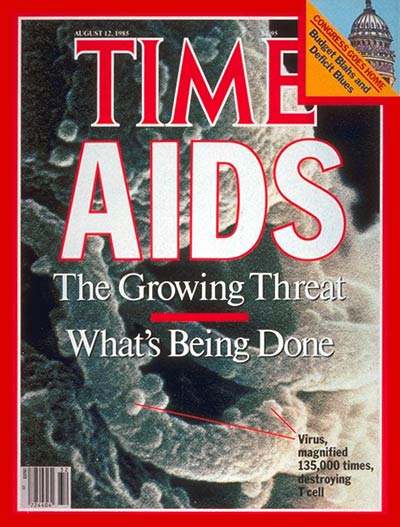 AUGUST 12, 1985
CONGRESS GOES HOME
Budget Blahs and
Deficit Blues
TIME
AIDS
The Growing Threat
What's Being Done
Virus,
magnified
135,000 times,
destroying
T cell
724404